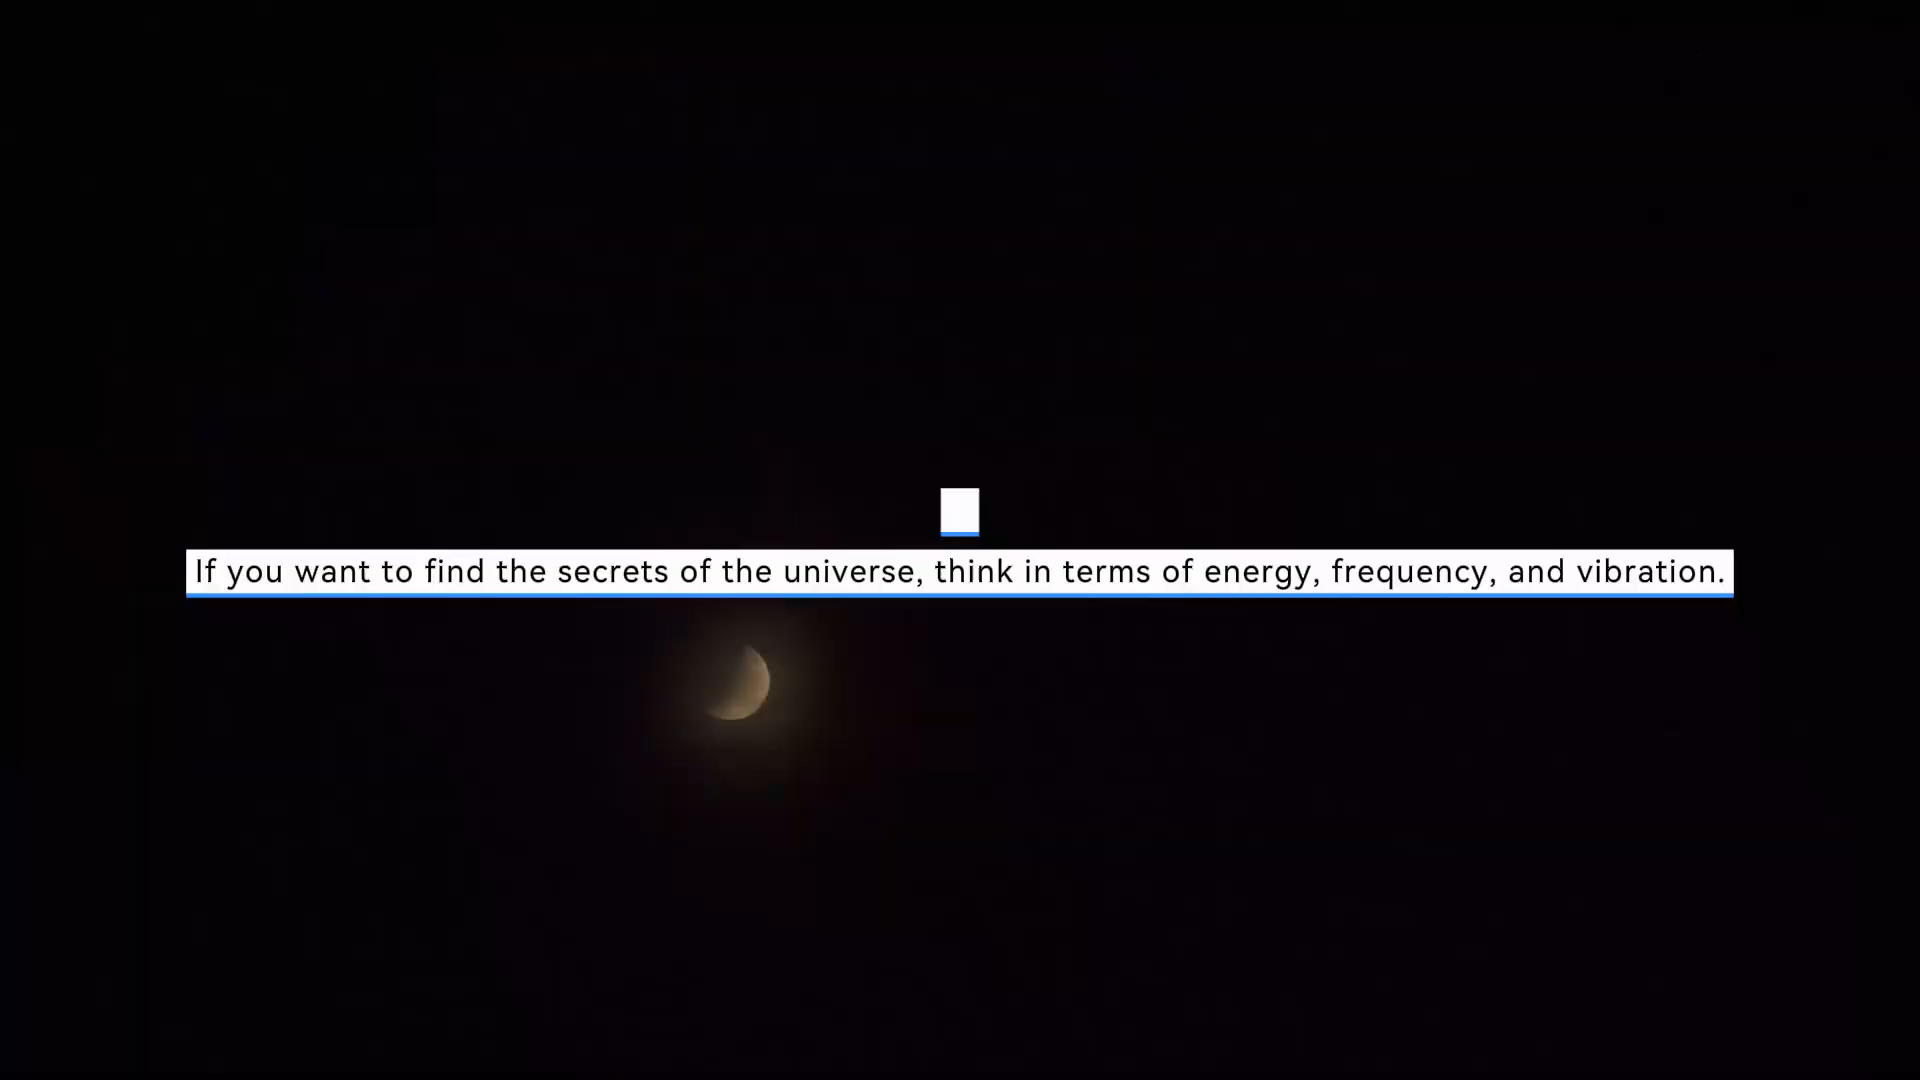 If you want to find the secrets of the universe, think in terms of energy, frequency, and vibration.